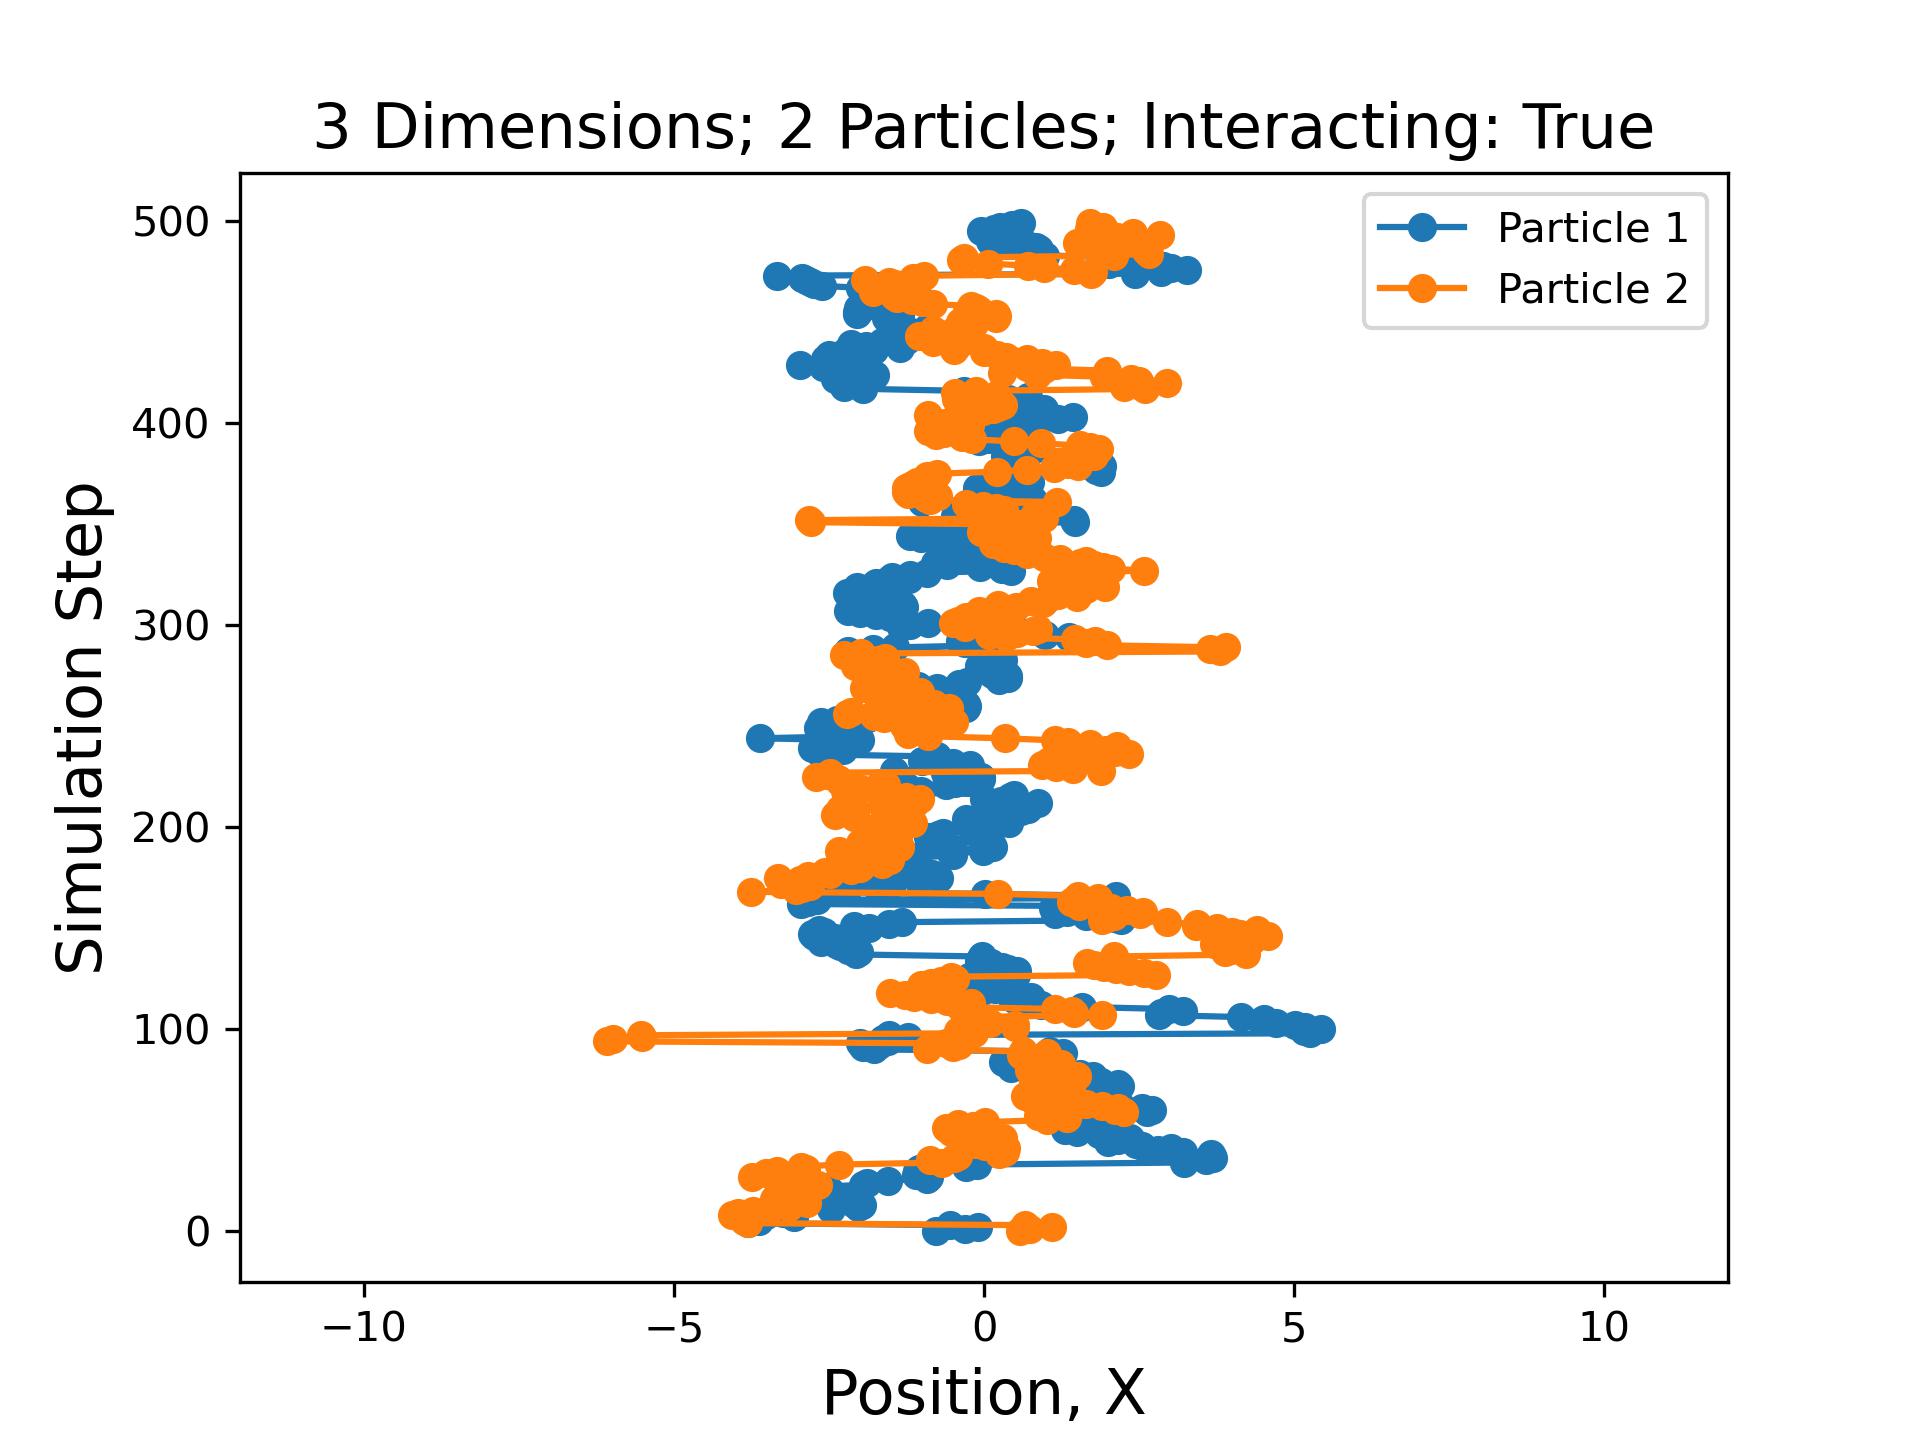 3 Dimensions; 2 Particles; Interacting: True
Particle 1
Particle 2
Simulation Step
500
400
300
200
100
0
−10
−5
0
5
10
Position, X